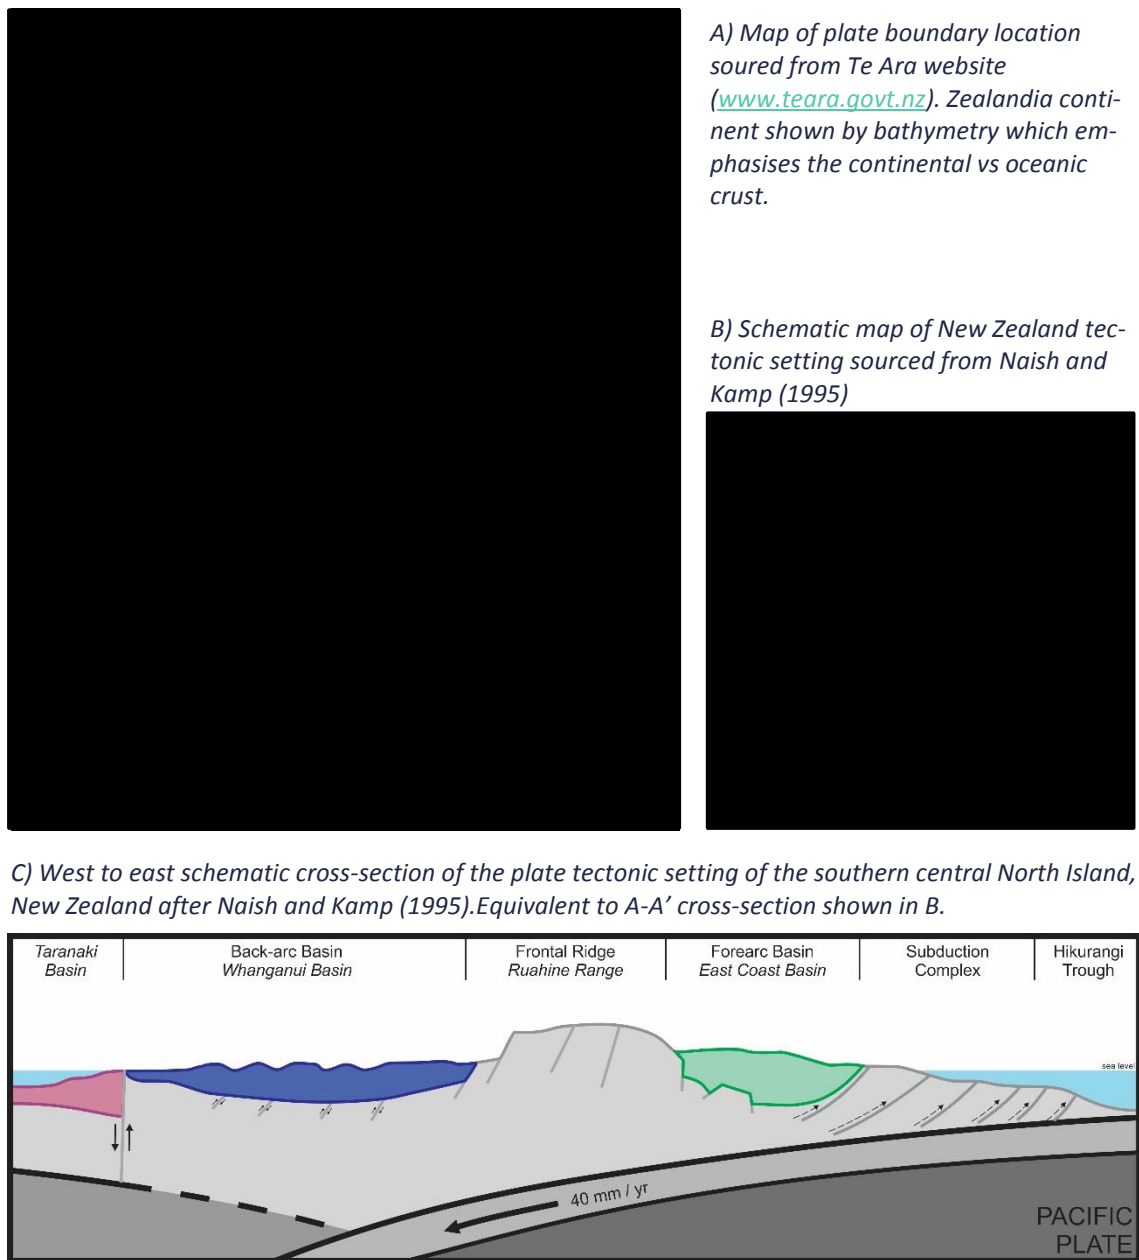 A) Map of plate boundary location
soured from Te Ara website
(www.teara.govt.nz). Zealandia conti-
nent shown by bathymetry which em-
phasises the continental vs oceanic
crust.
B) Schematic map of New Zealand tec-
tonic setting sourced from Naish and
Kamp (1995)
C) West to east schematic cross-section of the plate tectonic setting of the southern central North Island,
New Zealand after Naish and Kamp (1995).Equivalent to A-A’ cross-section shown in B.
Taranaki
Basin
Back-arc Basin
Whanganui Basin
Frontal Ridge
Ruahine Range
Forearc Basin
East Coast Basin
Subduction
Complex
Hikurangi
Trough
sea level
40 mm / yr
PACIFIC
PLATE